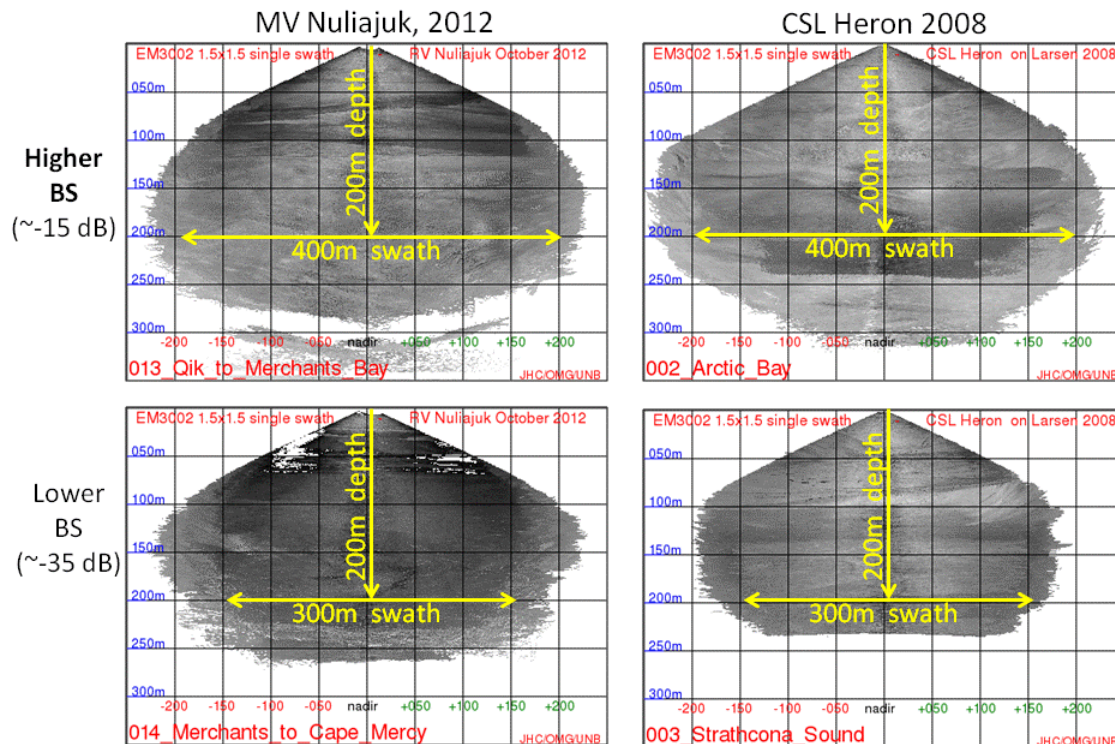 MV Nuliajuk, 2012
CSL Heron 2008
Higher
BS
(~-15 dB)
EM3002 1.5x1.5 single swath
RV Nuliajuk October 2012
050m
100m
150m
200m
250m
300m
200m depth
400m swath
-200 -150 -100 -050 nadir +050 +100 +150 +200
013_Qik_to_Merchants_Bay
JHC/OMG/UNB
EM3002 1.5x1.5 single swath
CSL Heron on Larsen 2008
050m
100m
150m
200m
250m
300m
200m depth
400m swath
-200 -150 -100 -050 nadir +050 +100 +150 +200
002_Arctic_Bay
JHC/OMG/UNB
Lower
BS
(~-35 dB)
EM3002 1.5x1.5 single swath
RV Nuliajuk October 2012
050m
100m
150m
200m
250m
300m
200m depth
300m swath
-200 -150 -100 -050 nadir +050 +100 +150 +200
014_Merchants_to_Cape_Mercy
JHC/OMG/UNB
EM3002 1.5x1.5 single swath
CSL Heron on Larsen 2008
050m
100m
150m
200m
250m
300m
200m depth
300m swath
-200 -150 -100 -050 nadir +050 +100 +150 +200
003_Strathcona_Sound
JHC/OMG/UNB